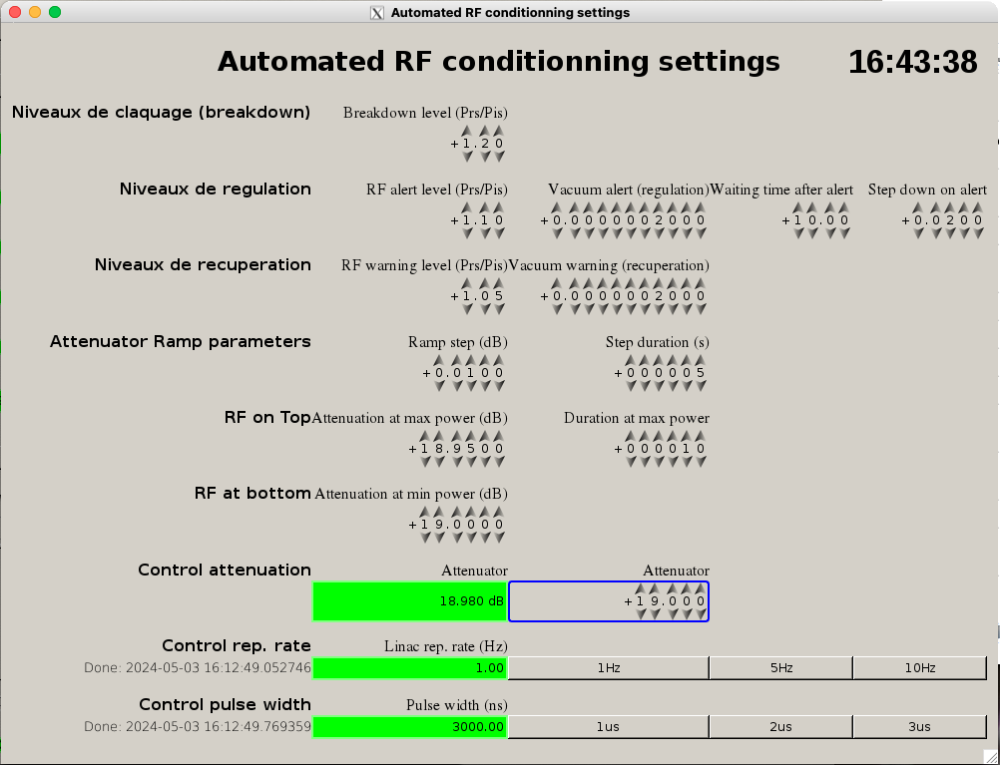 Automated RF conditionning settings
Automated RF conditionning settings 16:43:38
Niveaux de claquage (breakdown) Breakdown level (Prs/Pis)
+1.20
Niveaux de regulation RF alert level (Prs/Pis) Vacuum alert (regulation) Waiting time after alert Step down on alert
+1.10 +0.0000002000 +10.00 +0.0200
Niveaux de recuperation RF warning level (Prs/Pis) Vacuum warning (recuperation)
+1.05 +0.0000002000
Attenuator Ramp parameters Ramp step (dB) Step duration (s)
+0.0100 +000005
RF on Top Attenuation at max power (dB) Duration at max power
+18.9500 +000010
RF at bottom Attenuation at min power (dB)
+19.0000
Control attenuation Attenuator Attenuator
18.980 dB +19.000
Control rep. rate Linac rep. rate (Hz)
Done: 2024-05-03 16:12:49.052746 1.00 1Hz 5Hz 10Hz
Control pulse width Pulse width (ns)
Done: 2024-05-03 16:12:49.769359 3000.00 1us 2us 3us